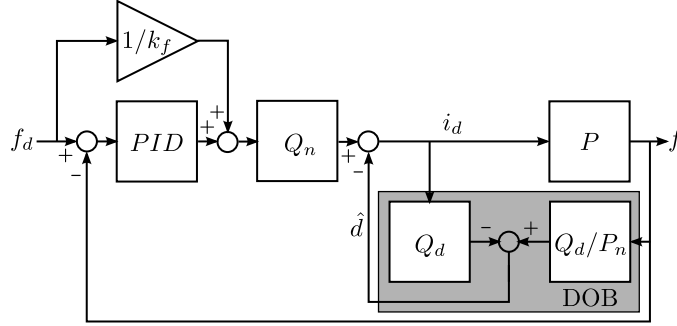 1/k_f
f_d
+
-
PID
+
+
Q_n
+
-
i_d
P
f
d̂
Q_d
-
+
Q_d/P_n
DOB